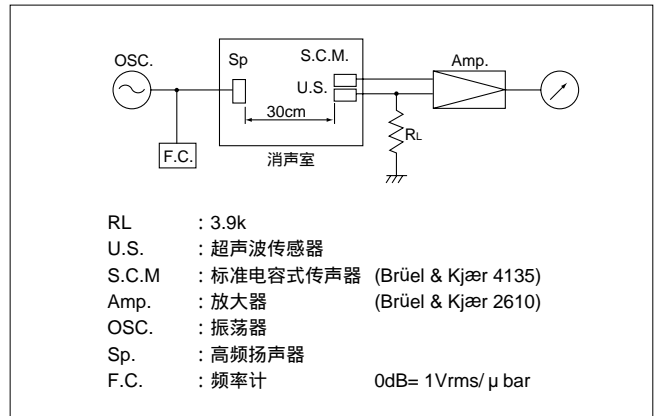 OSC.
Sp
S.C.M.
Amp.
U.S.
30cm
RL
F.C.
消声室
RL : 3.9k
U.S. : 超声波传感器
S.C.M : 标准电容式传声器 (Brüel & Kjær 4135)
Amp. : 放大器 (Brüel & Kjær 2610)
OSC. : 振荡器
Sp. : 高频扬声器
F.C. : 频率计 0dB= 1Vrms/ μ bar